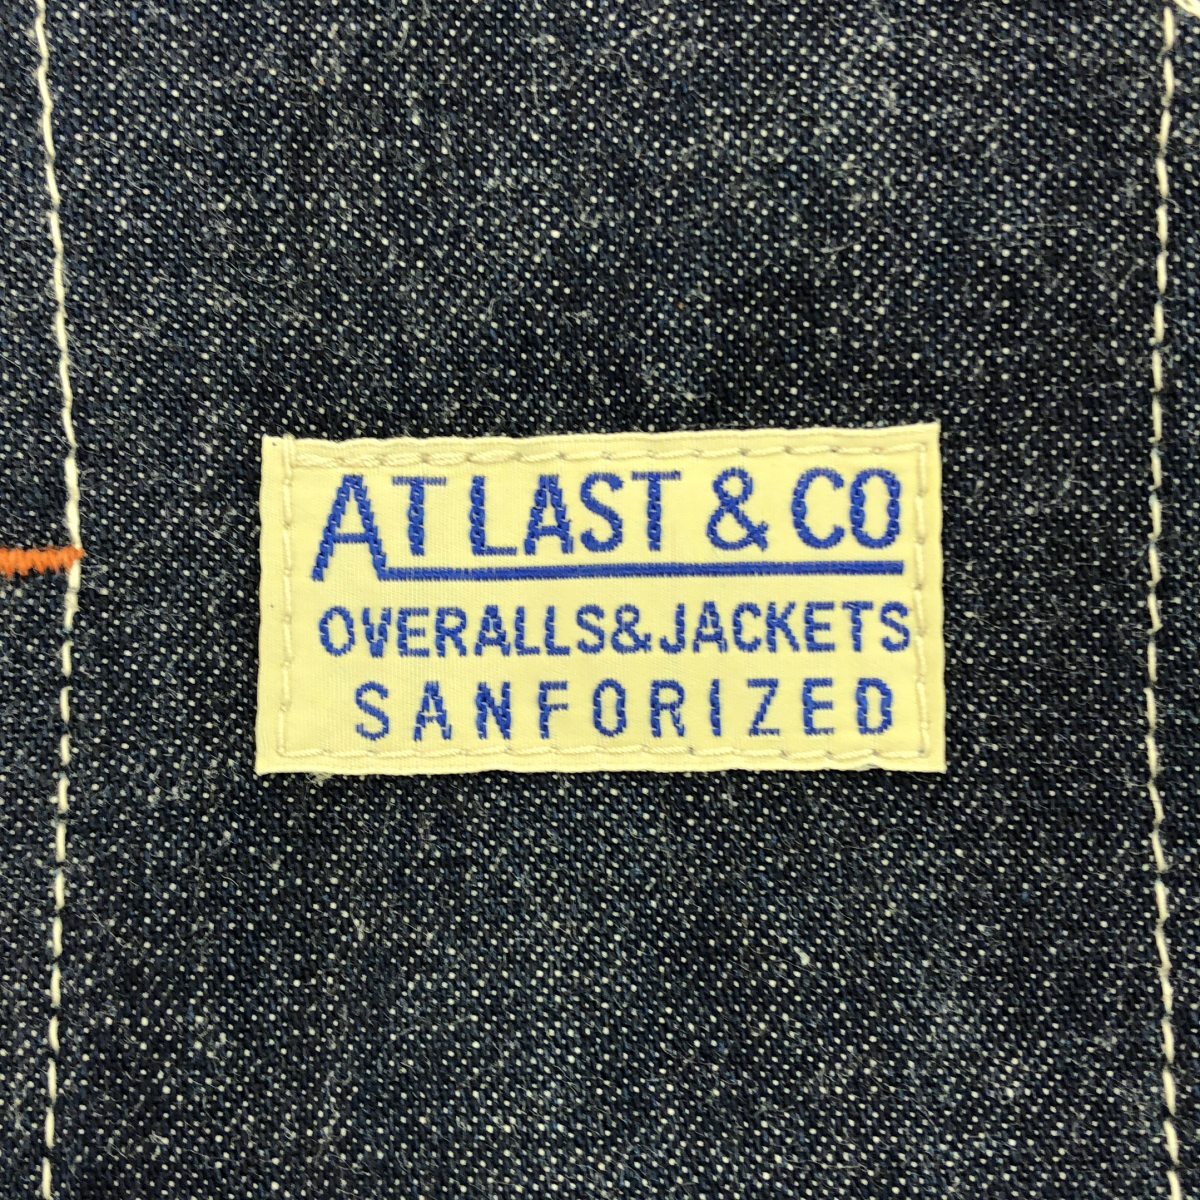 AT LAST & CO
OVERALLS&JACKETS
SANFORIZED